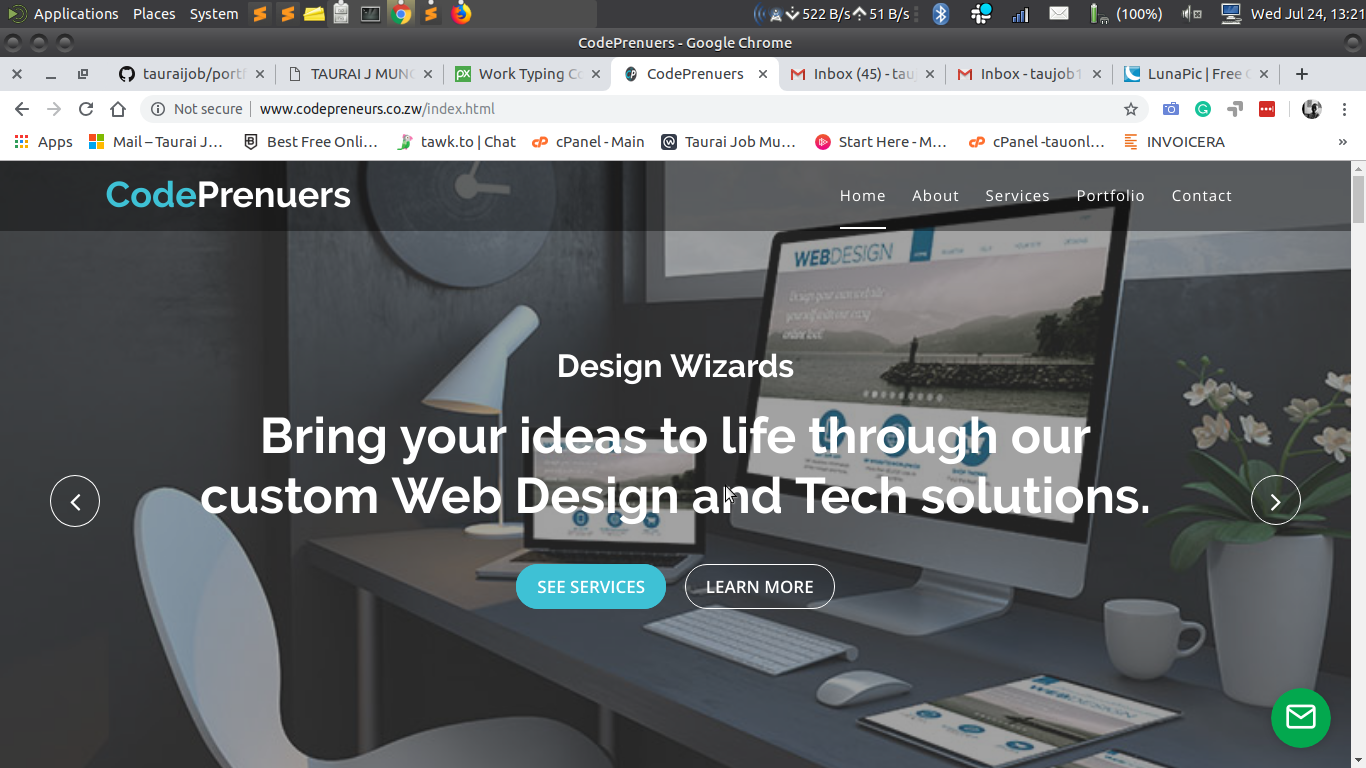 Applications Places System 522 B/s 51 B/s (100%) Wed Jul 24, 13:21
CodePrenuers - Google Chrome
tauraijob/portf TAURAI J MUN Work Typing Co CodePrenuers Inbox (45) - tau Inbox - taujob1 LunaPic | Free
Not secure www.codepreneurs.co.zw/index.html
Apps Mail – Taurai J… Best Free Onli… tawk.to | Chat cPanel - Main Taurai Job Mu… Start Here - M… cPanel -tauonl… INVOICERA »
CodePrenuers
Home About Services Portfolio Contact
WEBDESIGN
Design Wizards
Bring your ideas to life through our
custom Web Design and Tech solutions.
SEE SERVICES LEARN MORE
WEBDESIGN